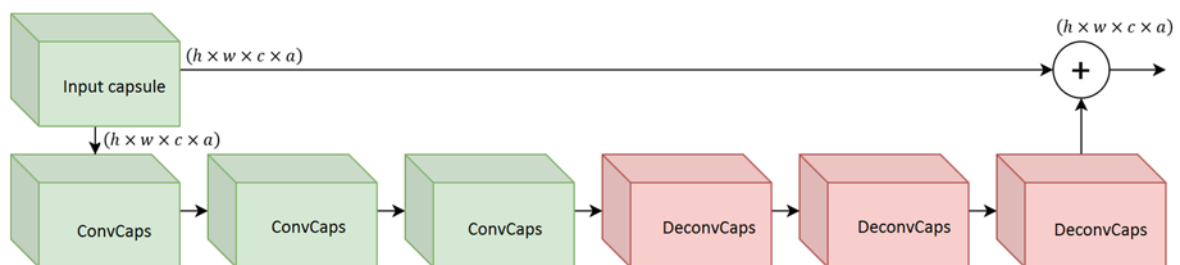 (h × w × c × a)
(h × w × c × a)
Input capsule
+
(h × w × c × a)
ConvCaps
ConvCaps
ConvCaps
DeconvCaps
DeconvCaps
DeconvCaps